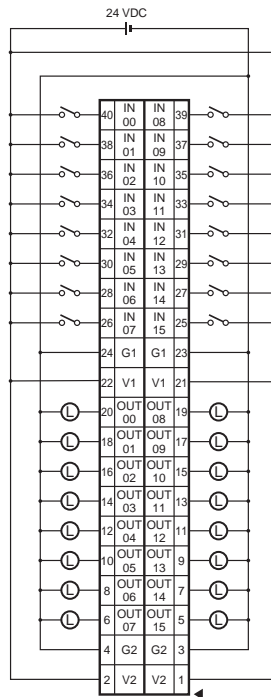 24 VDC
40 IN 00 IN 08 39
38 IN 01 IN 09 37
36 IN 02 IN 10 35
34 IN 03 IN 11 33
32 IN 04 IN 12 31
30 IN 05 IN 13 29
28 IN 06 IN 14 27
26 IN 07 IN 15 25
24 G1 G1 23
22 V1 V1 21
L 20 OUT 00 OUT 08 19 L
L 18 OUT 01 OUT 09 17 L
L 16 OUT 02 OUT 10 15 L
L 14 OUT 03 OUT 11 13 L
L 12 OUT 04 OUT 12 11 L
L 10 OUT 05 OUT 13 9 L
L 8 OUT 06 OUT 14 7 L
L 6 OUT 07 OUT 15 5 L
4 G2 G2 3
2 V2 V2 1